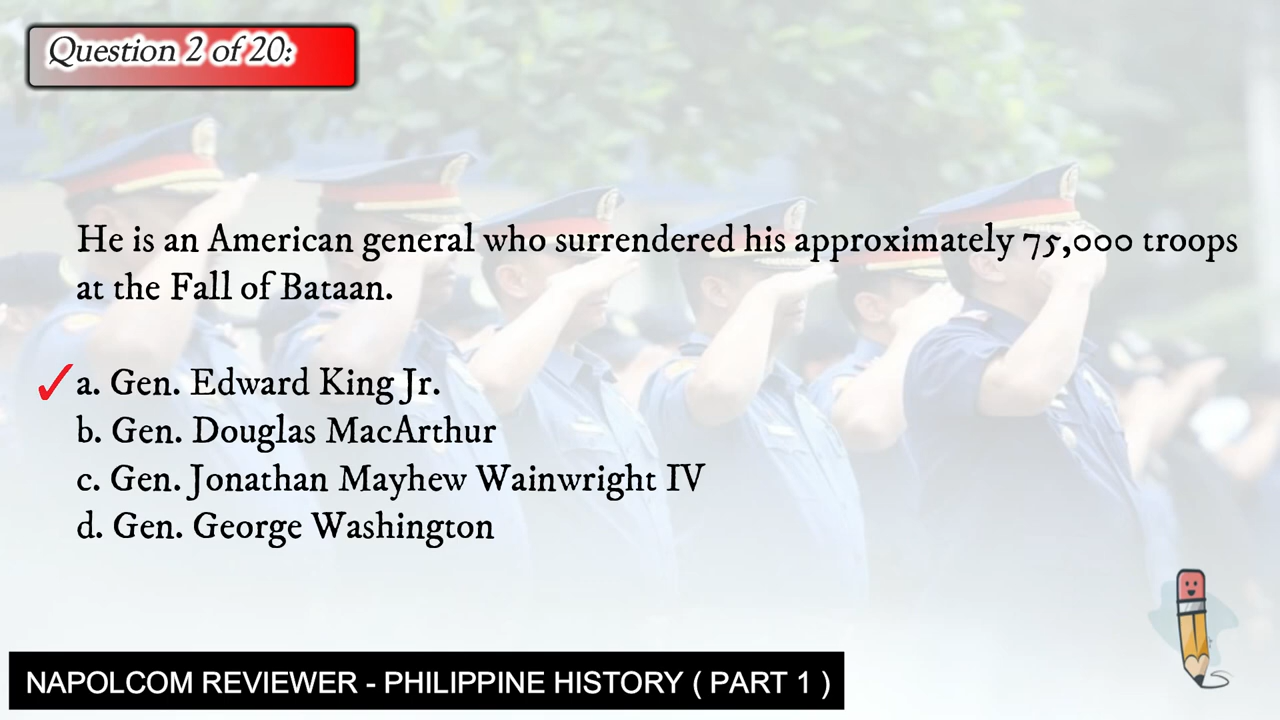 Question 2 of 20:
He is an American general who surrendered his approximately 75,000 troops
at the Fall of Bataan.
✓ a. Gen. Edward King Jr.
b. Gen. Douglas MacArthur
c. Gen. Jonathan Mayhew Wainwright IV
d. Gen. George Washington
NAPOLCOM REVIEWER - PHILIPPINE HISTORY ( PART 1 )